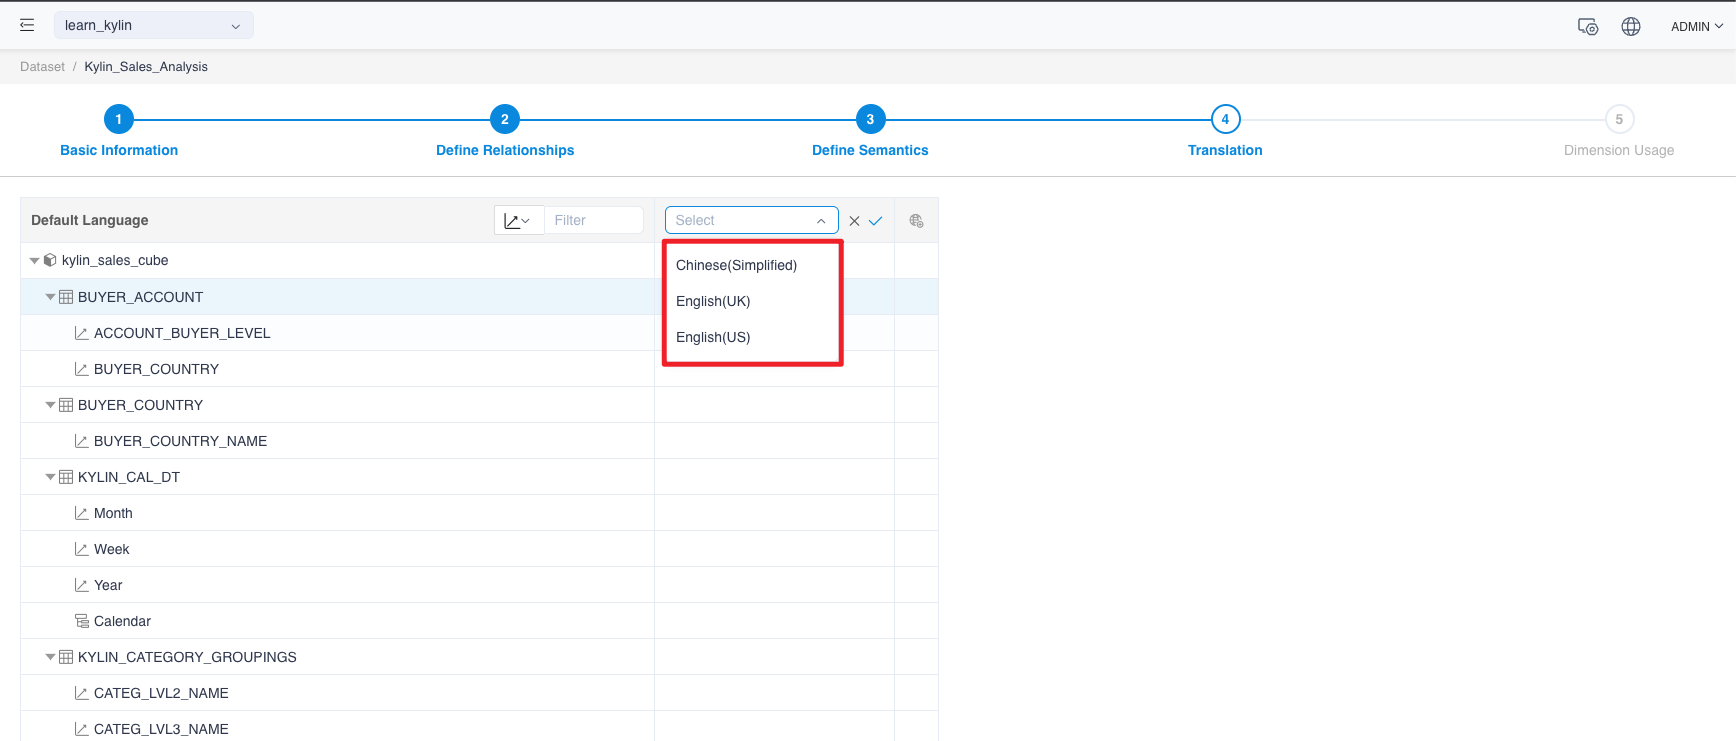 learn_kylin
ADMIN
Dataset / Kylin_Sales_Analysis
1
2
3
4
5
Basic Information
Define Relationships
Define Semantics
Translation
Dimension Usage
Default Language
Filter
Select
kylin_sales_cube
Chinese(Simplified)
English(UK)
English(US)
BUYER_ACCOUNT
ACCOUNT_BUYER_LEVEL
BUYER_COUNTRY
BUYER_COUNTRY
BUYER_COUNTRY_NAME
KYLIN_CAL_DT
Month
Week
Year
Calendar
KYLIN_CATEGORY_GROUPINGS
CATEG_LVL2_NAME
CATEG_LVL3_NAME